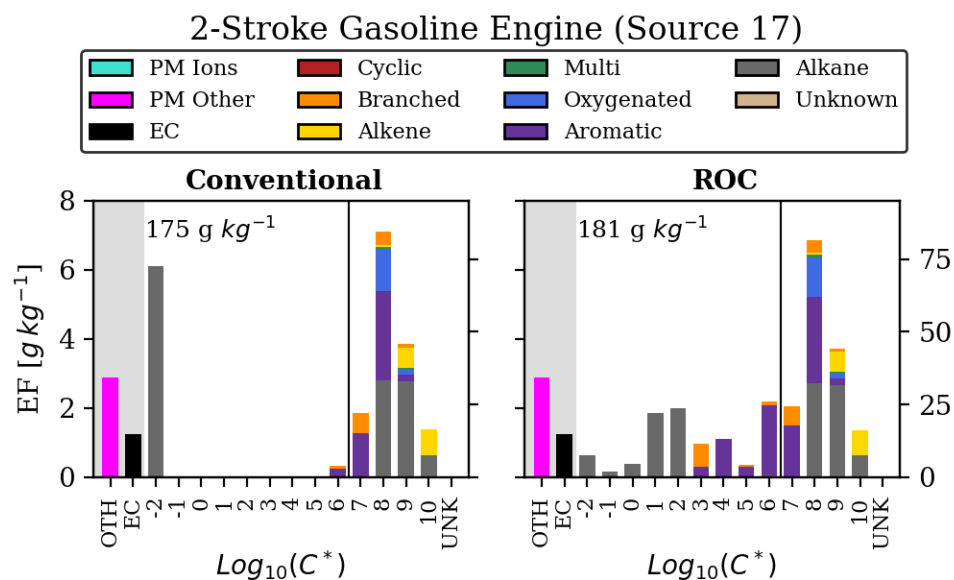 2-Stroke Gasoline Engine (Source 17)
PM Ions Cyclic Multi Alkane
PM Other Branched Oxygenated Unknown
EC Alkene Aromatic
Conventional ROC
175 g kg⁻¹ 181 g kg⁻¹
8
6
4
2
0
EF [g kg⁻¹]
75
50
25
0
OTH EC -2 -1 0 1 2 3 4 5 6 7 8 9 10 UNK
OTH EC -2 -1 0 1 2 3 4 5 6 7 8 9 10 UNK
Log₁₀(C*) Log₁₀(C*)